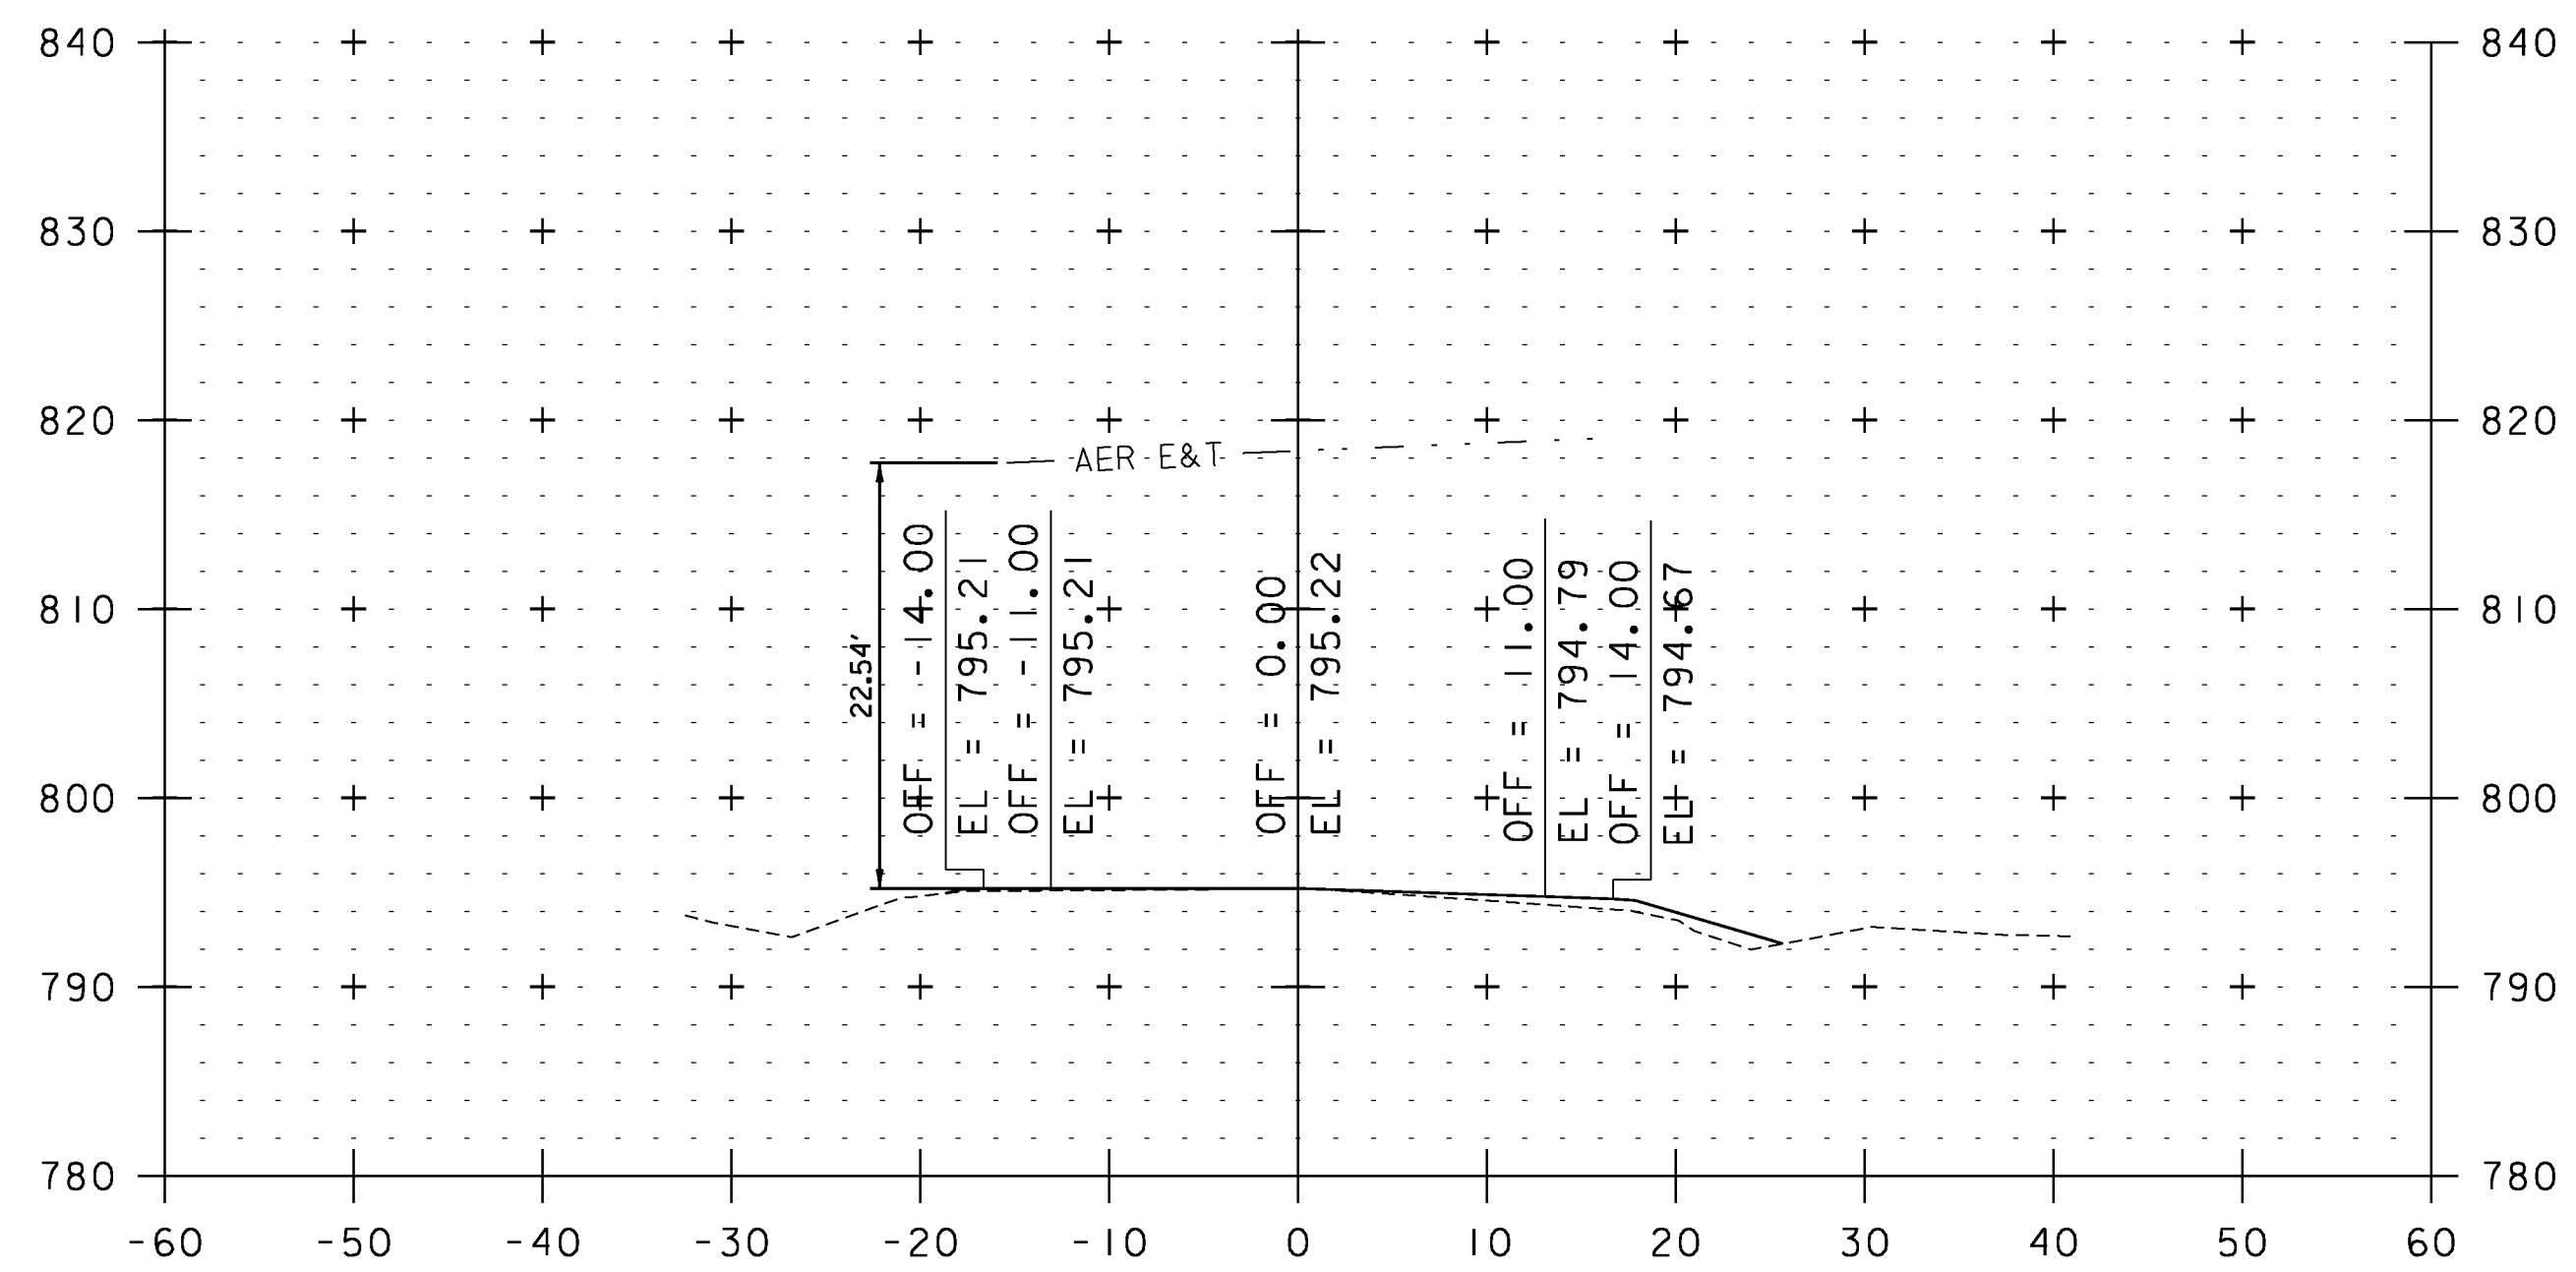 840 840
830 830
820 820
AER E&T
22.54'
OFF = -14.00
EL = 795.21
OFF = -11.00
EL = 795.21
OFF = 0.00
EL = 795.22
OFF = 11.00
EL = 794.79
OFF = 14.00
EL = 794.67
810 810
800 800
790 790
780 780
-60 -50 -40 -30 -20 -10 0 10 20 30 40 50 60